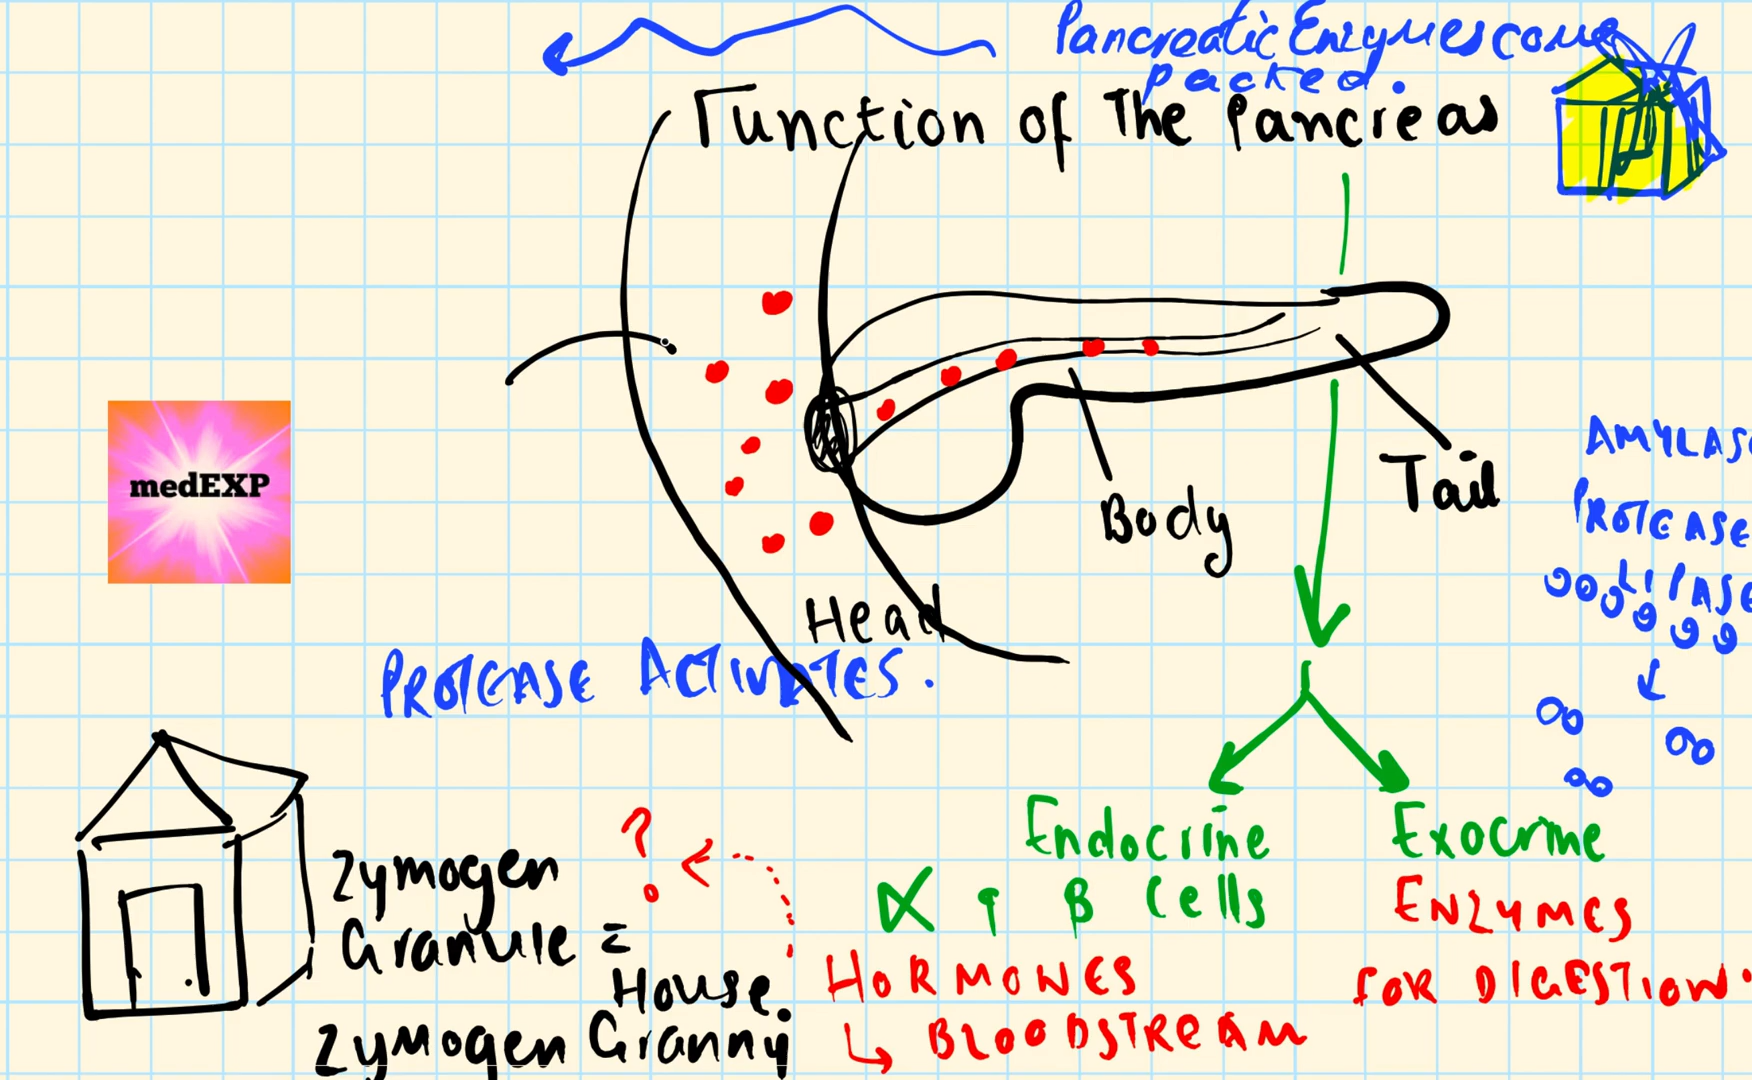 Pancreatic Enzymes come
packed.
Function of The Pancreas
medEXP
Tail
Body
Head
AMYLAS
PROTEASE
LIPASE
PROTEASE ACTIVATES.
Endocrine
α β cells
HORMONES
↳ BLOODSTREAM
Exocrine
ENZYMES
FOR DIGESTION.
?
Zymogen
Granule =
House.
Zymogen Granny